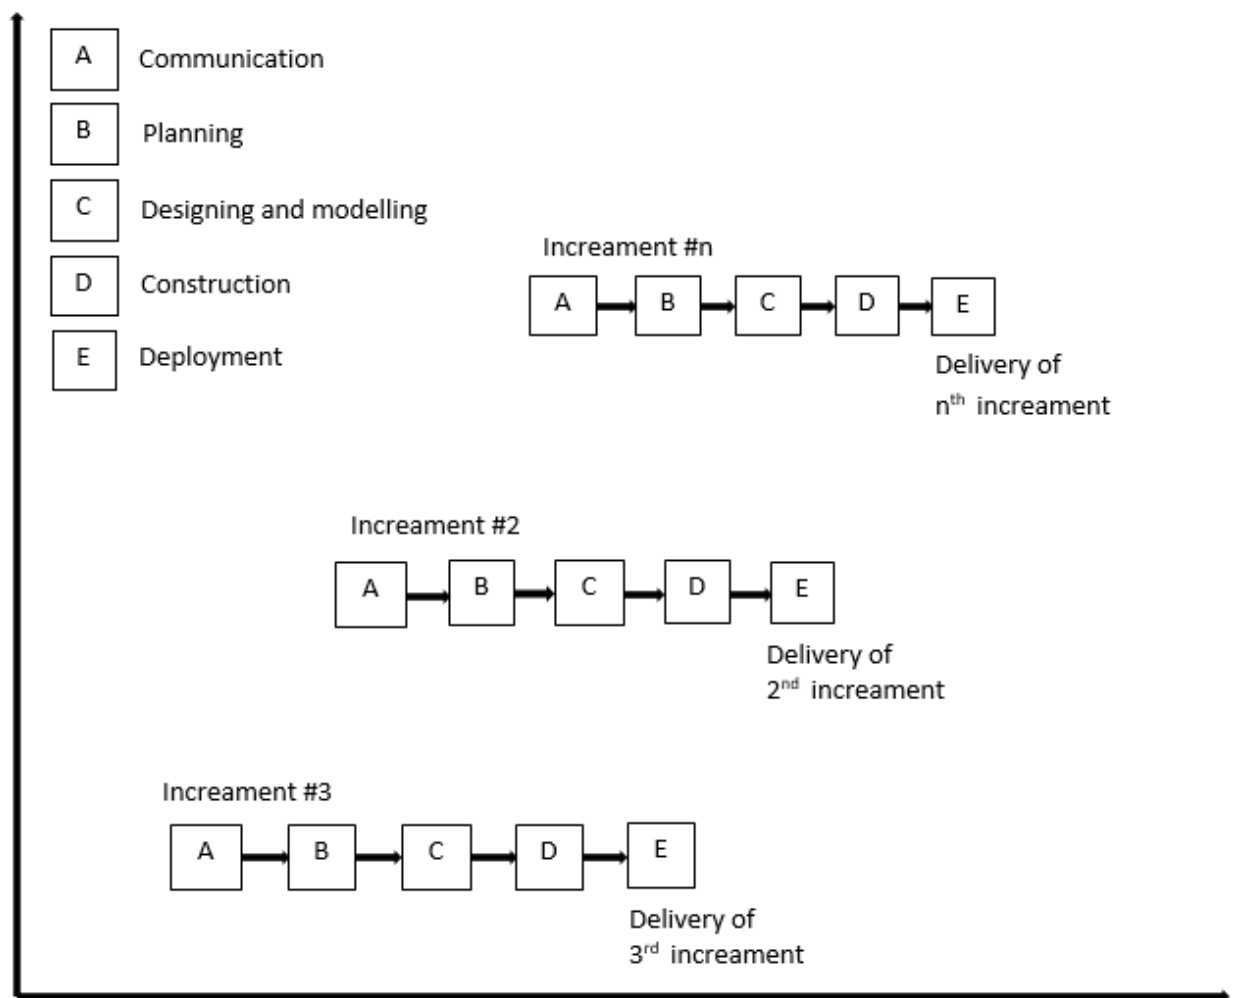 A Communication
B Planning
C Designing and modelling
D Construction
E Deployment
Increament #n
A B C D E
Delivery of
nth increament
Increament #2
A B C D E
Delivery of
2nd increament
Increament #3
A B C D E
Delivery of
3rd increament